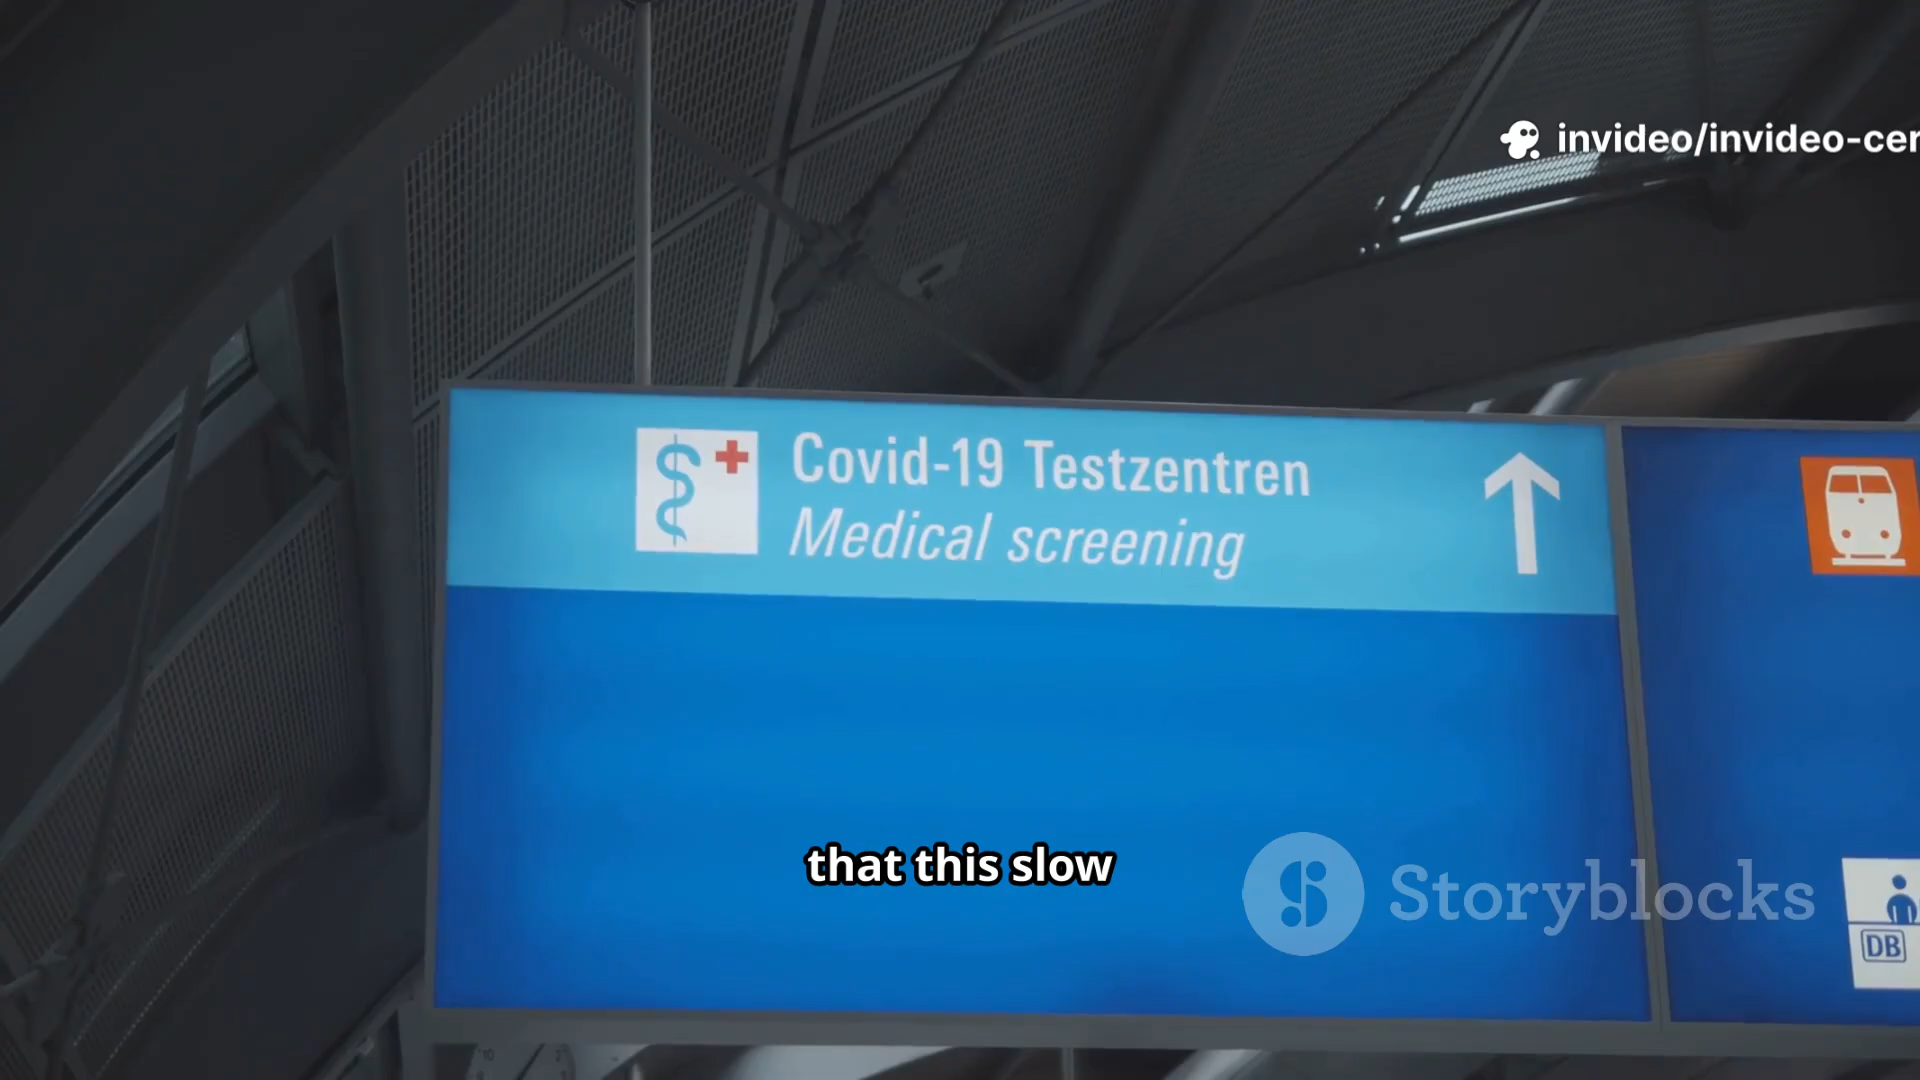 invideo/invideo-cer
Covid-19 Testzentren
Medical screening
that this slow
Storyblocks
DB